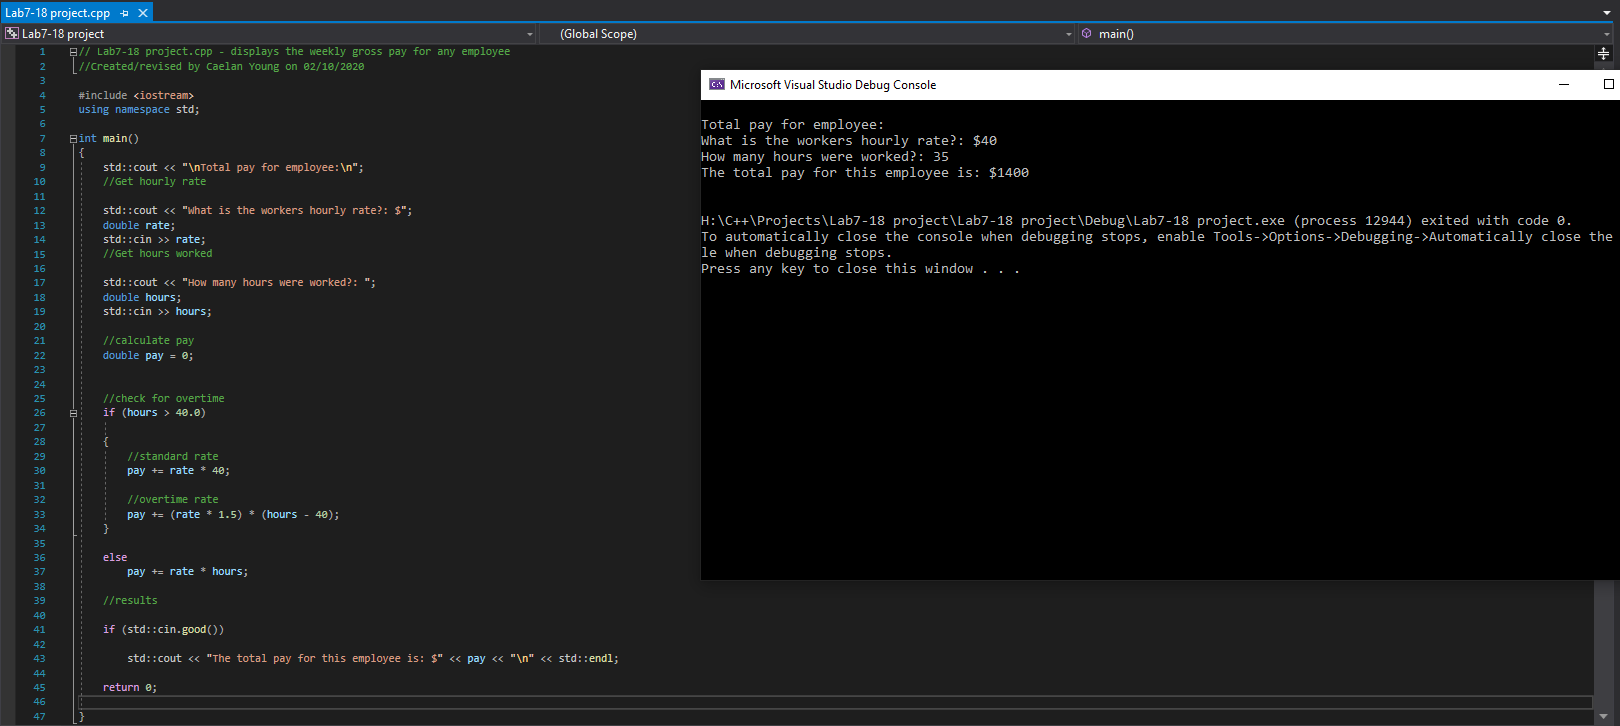 Lab7-18 project.cpp
Lab7-18 project
(Global Scope)
main()
1 // Lab7-18 project.cpp - displays the weekly gross pay for any employee
2 //Created/revised by Caelan Young on 02/10/2020
3
4 #include <iostream>
5 using namespace std;
6
7 int main()
8 {
9 std::cout << "\nTotal pay for employee:\n";
10 //Get hourly rate
11
12 std::cout << "What is the workers hourly rate?: $";
13 double rate;
14 std::cin >> rate;
15 //Get hours worked
16
17 std::cout << "How many hours were worked?: ";
18 double hours;
19 std::cin >> hours;
20
21 //calculate pay
22 double pay = 0;
23
24
25 //check for overtime
26 if (hours > 40.0)
27
28 {
29 //standard rate
30 pay += rate * 40;
31
32 //overtime rate
33 pay += (rate * 1.5) * (hours - 40);
34 }
35
36 else
37 pay += rate * hours;
38
39 //results
40
41 if (std::cin.good())
42
43 std::cout << "The total pay for this employee is: $" << pay << "\n" << std::endl;
44
45 return 0;
46
47 }
Microsoft Visual Studio Debug Console
Total pay for employee:
What is the workers hourly rate?: $40
How many hours were worked?: 35
The total pay for this employee is: $1400
H:\C++\Projects\Lab7-18 project\Lab7-18 project\Debug\Lab7-18 project.exe (process 12944) exited with code 0.
To automatically close the console when debugging stops, enable Tools->Options->Debugging->Automatically close the
le when debugging stops.
Press any key to close this window . . .